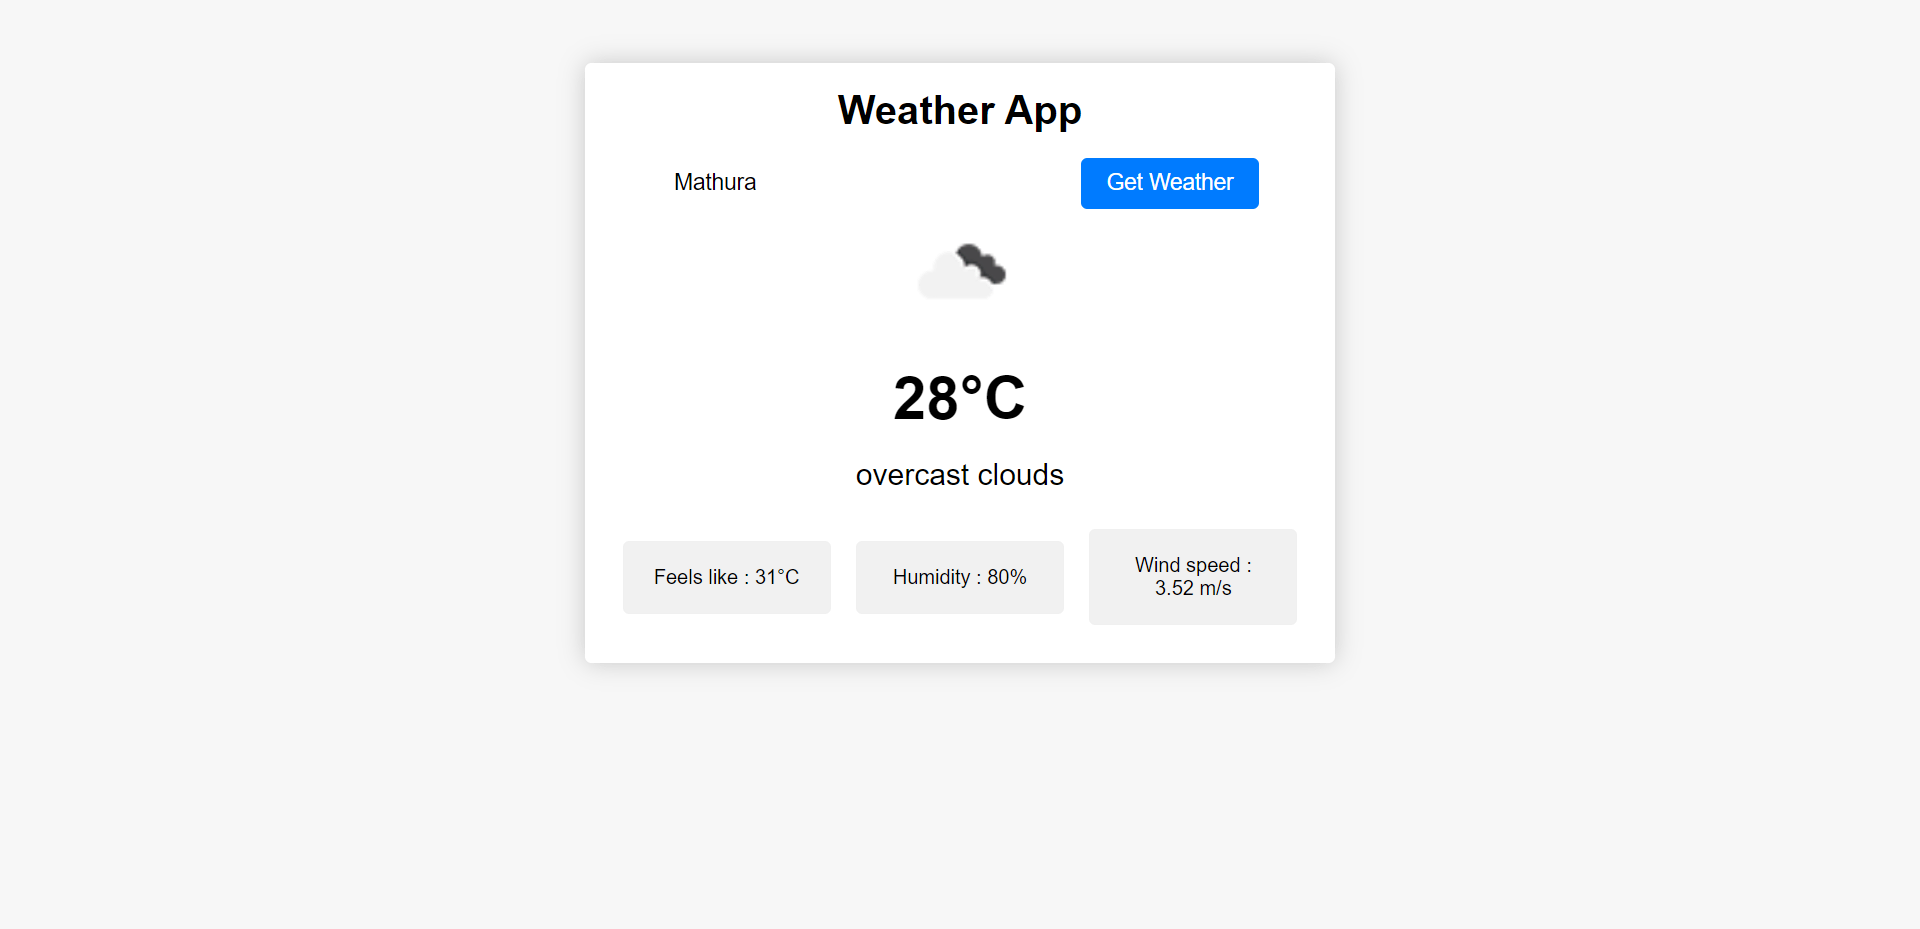 Weather App
Mathura
Get Weather
28°C
overcast clouds
Feels like : 31°C
Humidity : 80%
Wind speed :
3.52 m/s